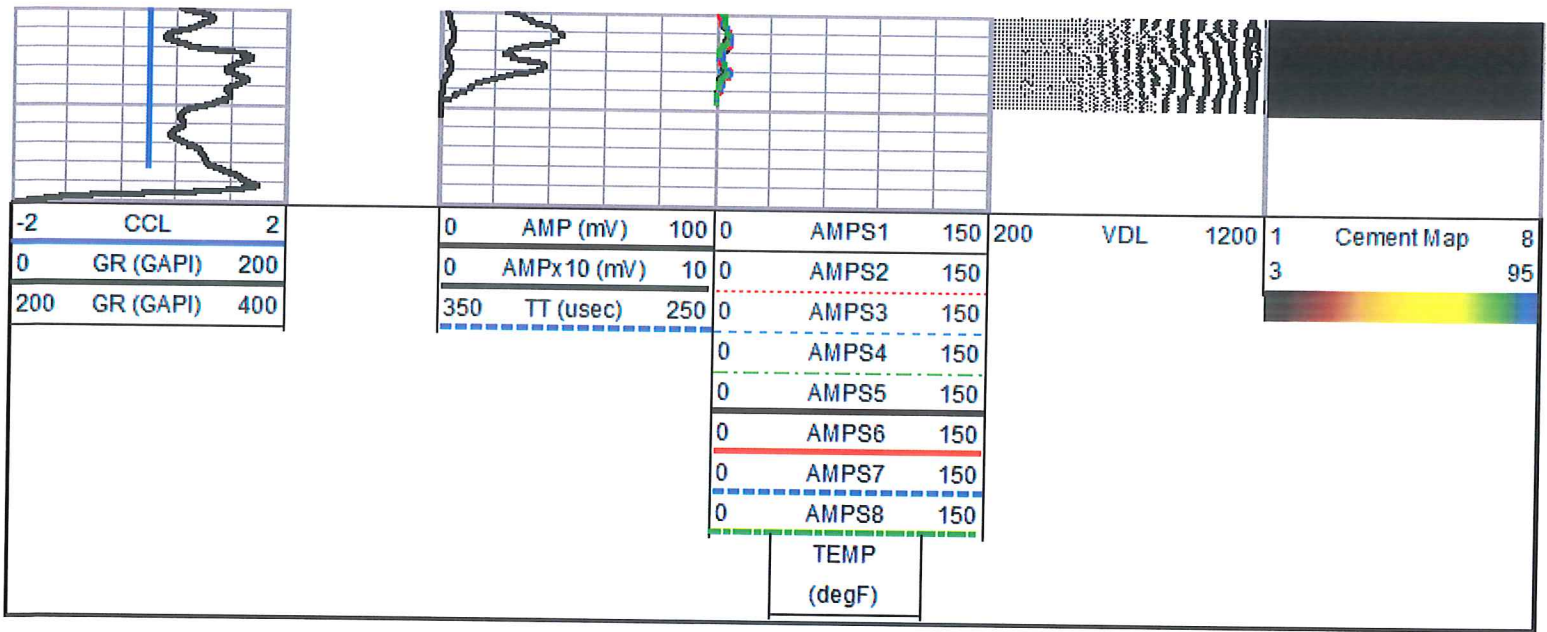 -2 CCL 2
0 GR (GAPI) 200
200 GR (GAPI) 400
0 AMP (mV) 100
0 AMPx10 (mV) 10
350 TT (usec) 250
0 AMPS1 150
0 AMPS2 150
0 AMPS3 150
0 AMPS4 150
0 AMPS5 150
0 AMPS6 150
0 AMPS7 150
0 AMPS8 150
TEMP
(degF)
200 VDL 1200
1 Cement Map 8
3 95